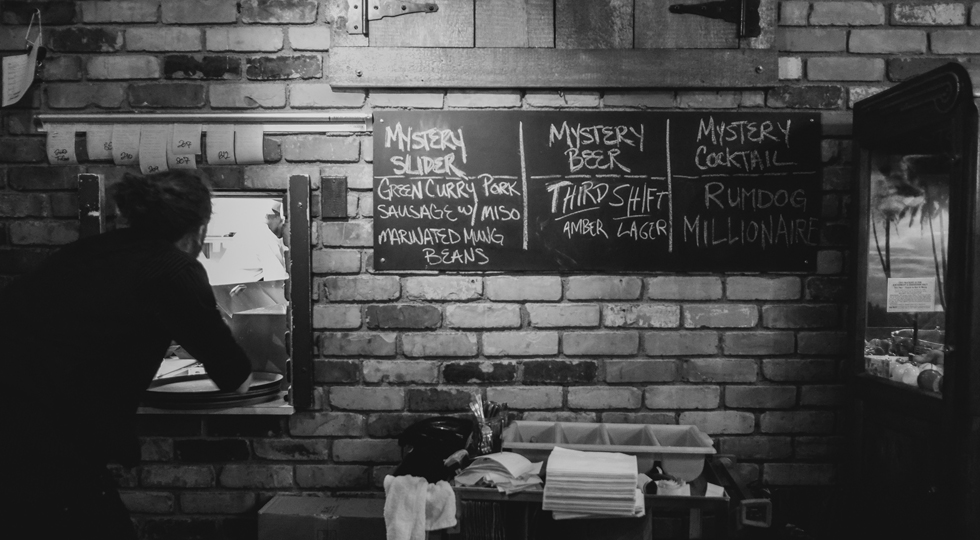 MYSTERY
SLIDER
GREEN CURRY PORK
SAUSAGE W/ MISO
MARINATED MUNG
BEANS
MYSTERY
BEER
THIRD SHIFT
AMBER LAGER
MYSTERY
COCKTAIL
RUMDOG
MILLIONAIRE